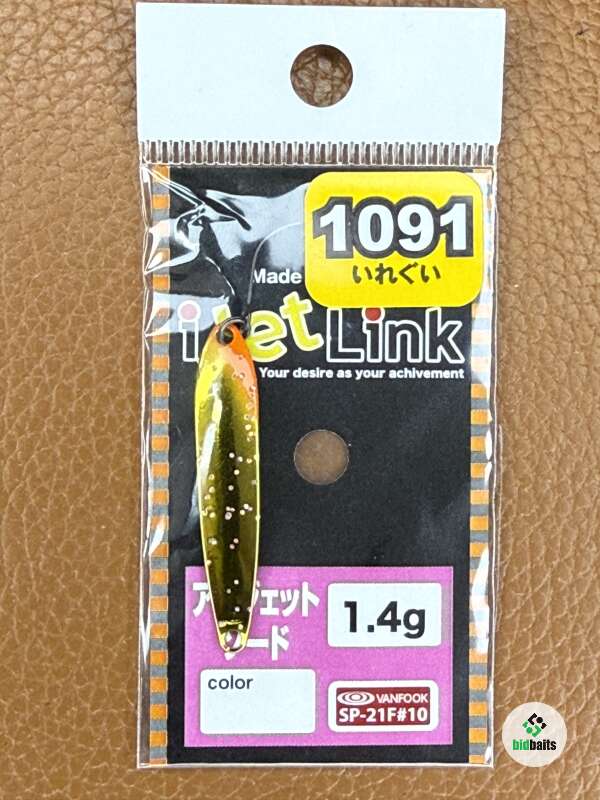 1091
いれぐい
Made
i Jet Link
Your desire as your achivement
1.4g
color
VANFOOK
SP-21F#10
bidbaits